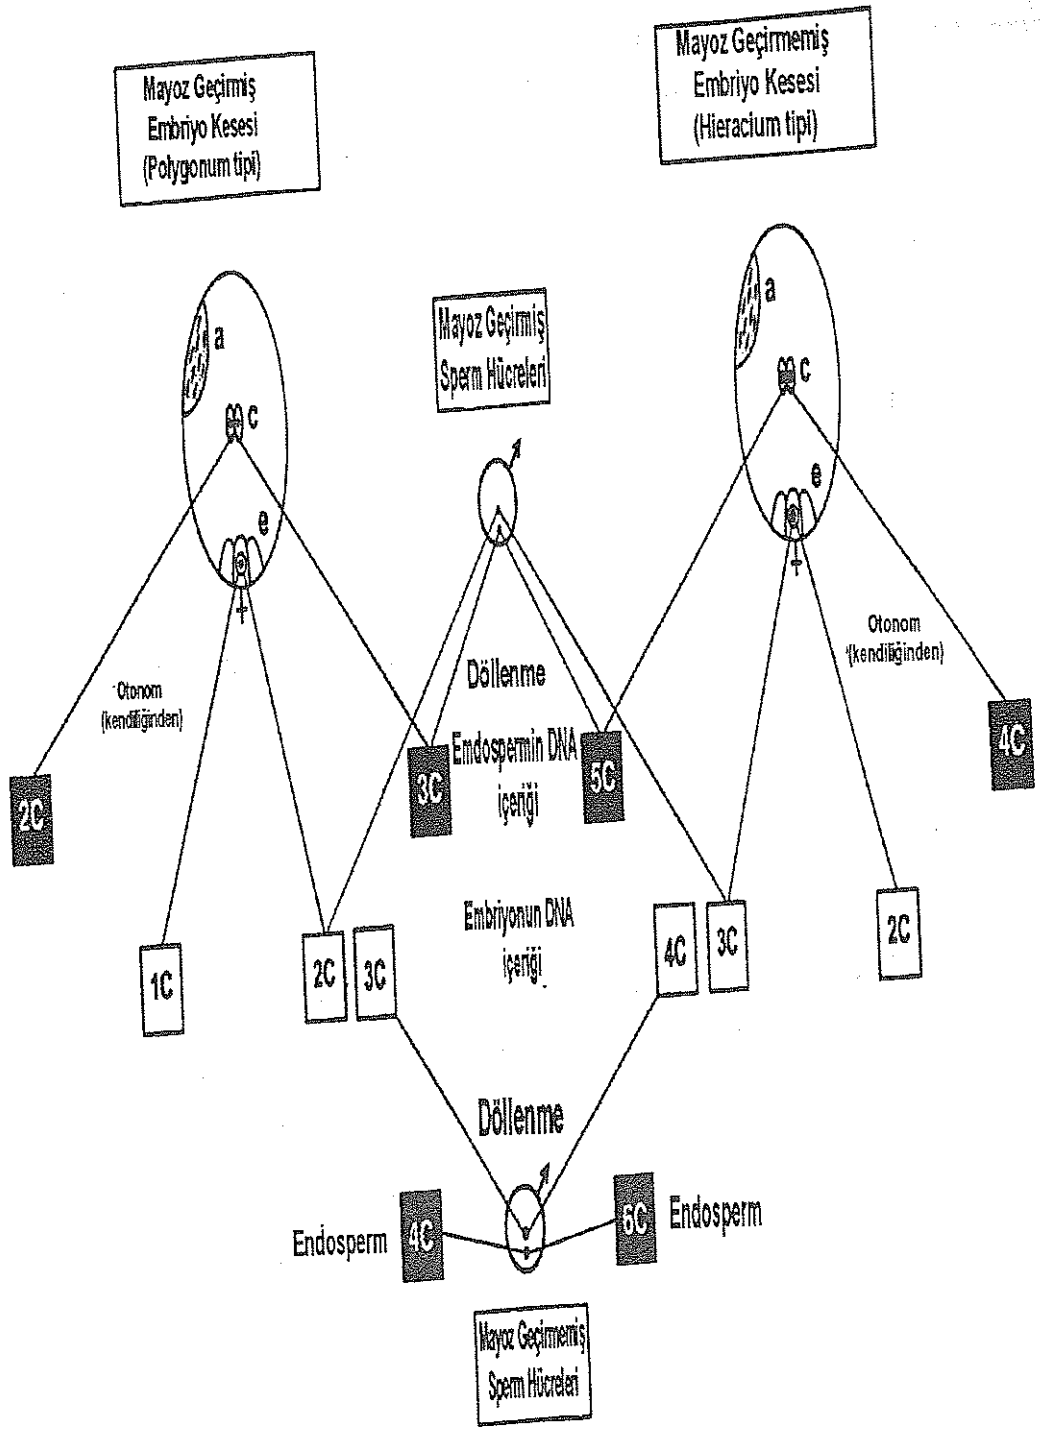 Mayoz Geçirmiş
Embriyo Kesesi
(Polygonum tipi)
Mayoz Geçirmemiş
Embriyo Kesesi
(Hieracium tipi)
Mayoz Geçirmiş
Sperm Hücreleri
a
c
e
a
c
e
Otonom
(kendiliğinden)
Otonom
(kendiliğinden)
Döllenme
Emdospermin DNA
içeriği
2C
3C
5C
4C
Embriyonun DNA
içeriği
1C
2C
3C
4C
3C
2C
Döllenme
Endosperm
4C
6C
Endosperm
Mayoz Geçirmemiş
Sperm Hücreleri